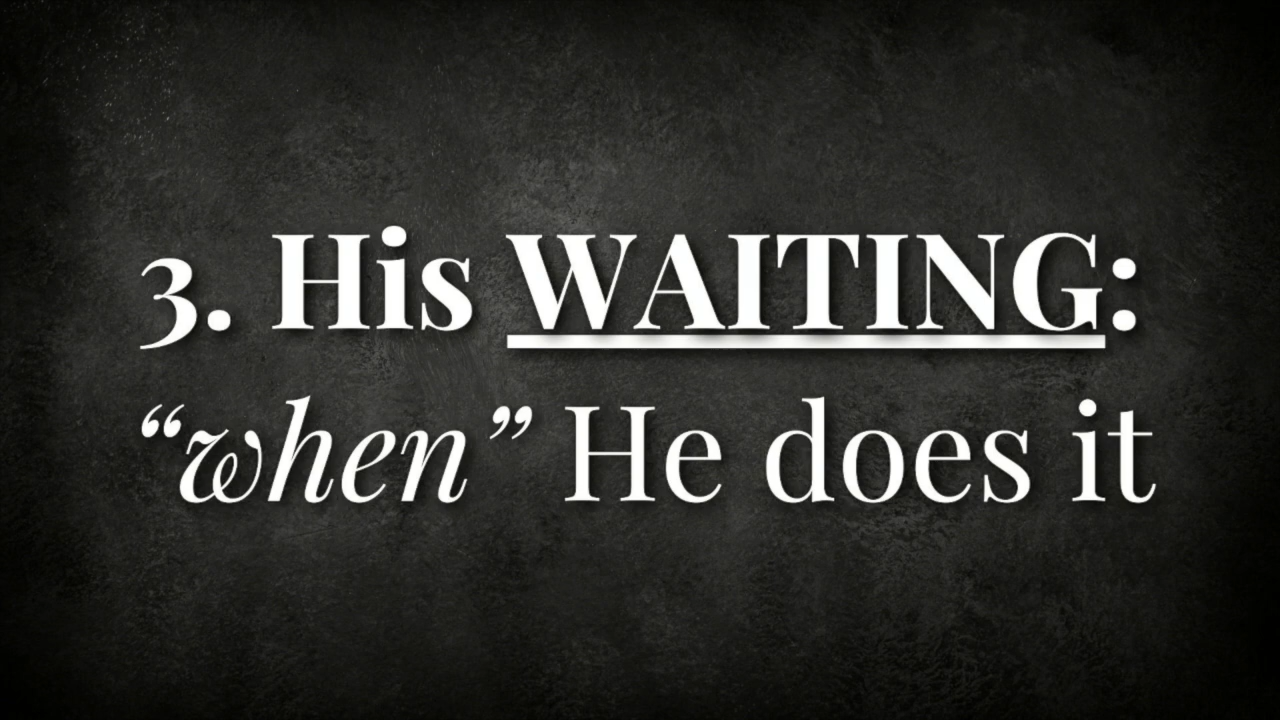 3. His WAITING:
“when” He does it